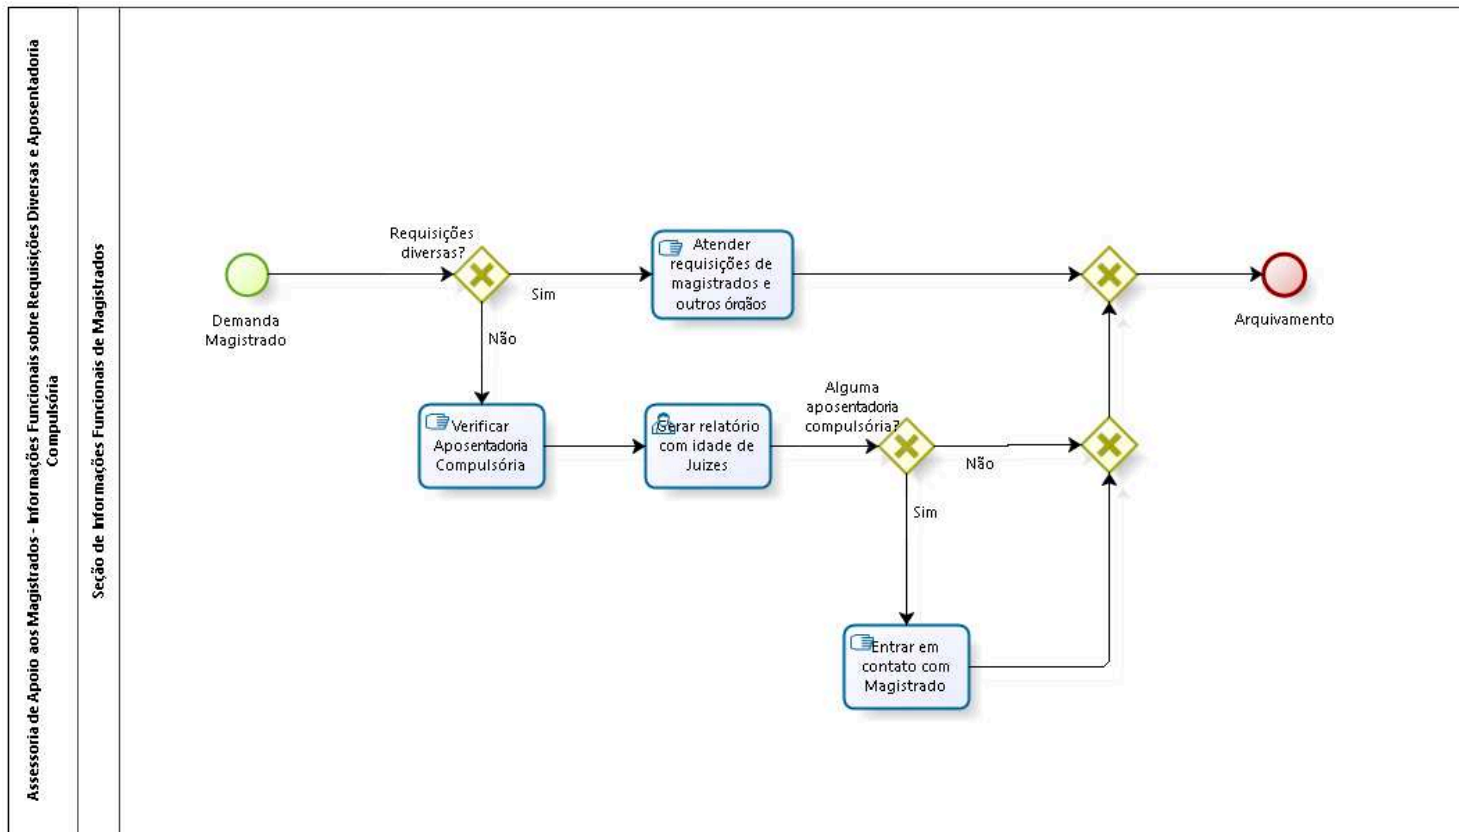 Assessoria de Apoio aos Magistrados - Informações Funcionais sobre Requisições Diversas e Aposentadoria
Compulsória
Seção de Informações Funcionais de Magistrados
Demanda
Magistrado
Requisições
diversas?
Sim
Não
Atender
requisições de
magistrados e
outros órgãos
Arquivamento
Verificar
Aposentadoria
Compulsória
Gerar relatório
com idade de
Juizes
Alguma
aposentadoria
compulsória?
Não
Sim
Entrar em
contato com
Magistrado